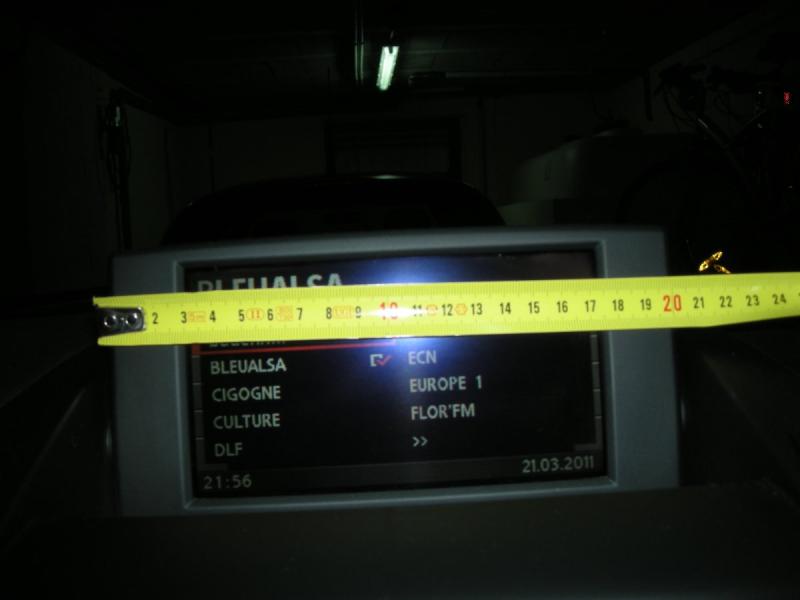 BLEUALSA
2 3 4 5 6 7 8 9 10 11 12 13 14 15 16 17 18 19 20 21 22 23 24
BLEUALSA ECN
CIGOGNE EUROPE 1
CULTURE FLOR'FM
DLF >>
21:56 21.03.2011